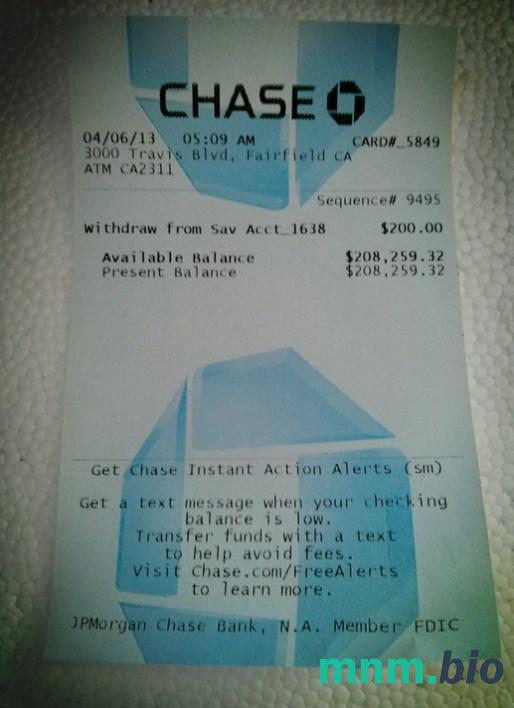 CHASE
04/06/13 05:09 AM CARD#_5849
3000 Travis Blvd, Fairfield CA
ATM CA2311
Sequence# 9495
Withdraw from Sav Acct_1638 $200.00
Available Balance $208,259.32
Present Balance $208,259.32
Get Chase Instant Action Alerts (sm)
Get a text message when your checking
balance is low.
Transfer funds with a text
to help avoid fees.
Visit Chase.com/FreeAlerts
to learn more.
JPMorgan Chase Bank, N.A. Member FDIC
mnm.bio